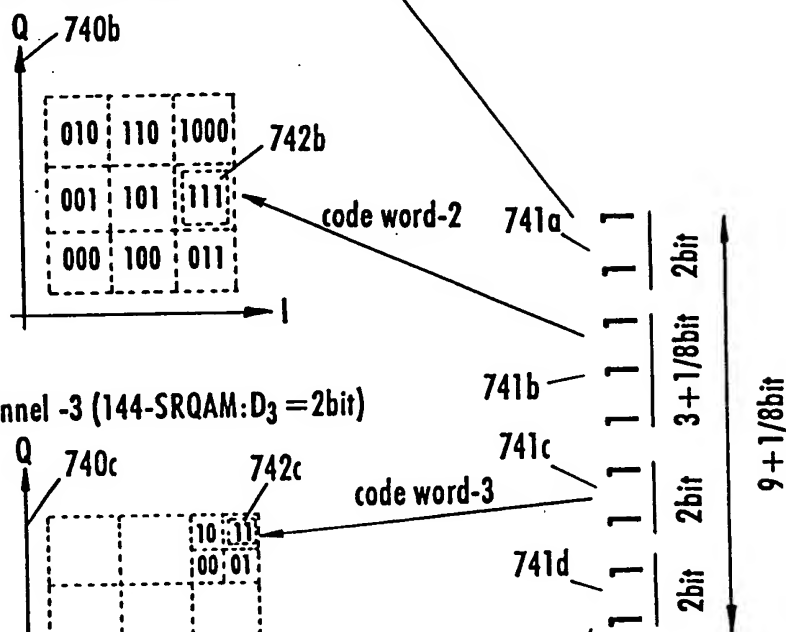 Q 740b
010 110 1000
742b
001 101 111
code word-2
741a
2bit
000 100 011
I
3+1/8bit
741b
nnel -3 (144-SRQAM:D3=2bit)
9+1/8bit
Q 740c
742c
741c
code word-3
2bit
10 11
00 01
741d
2bit